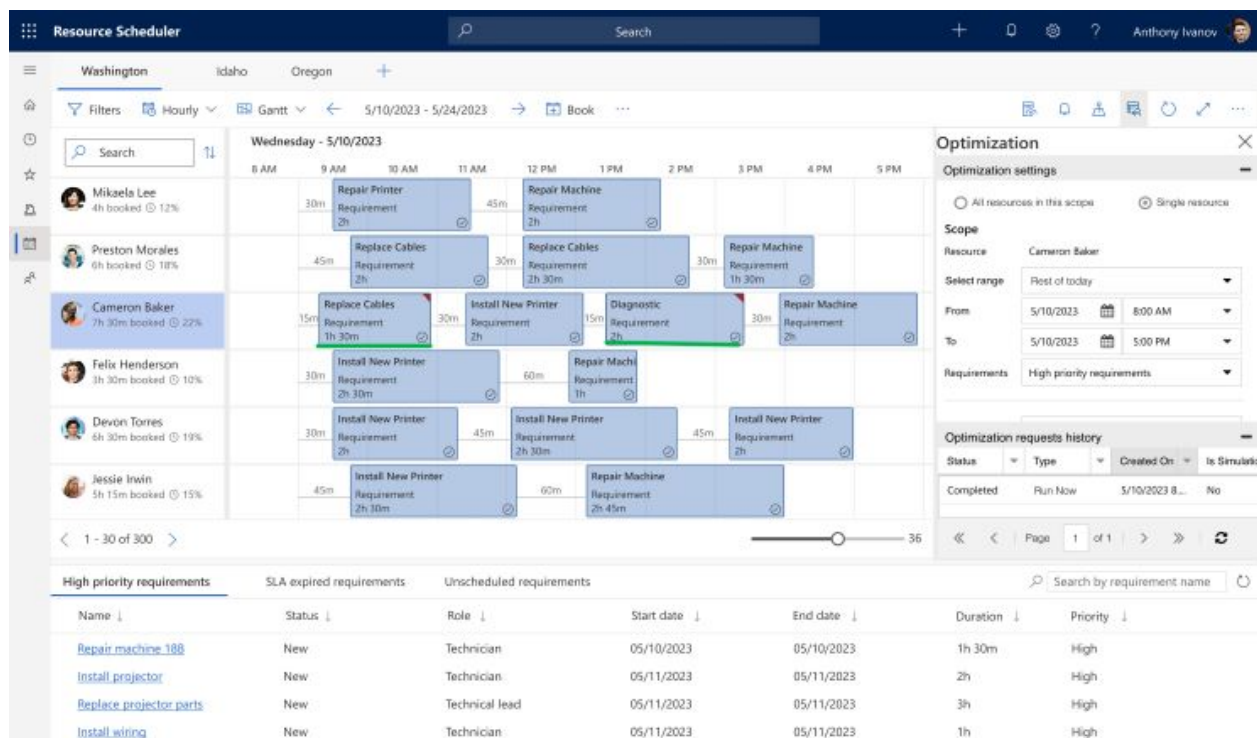 Resource Scheduler
Search
Anthony Ivanov
Washington Idaho Oregon
Filters Hourly Gantt 5/10/2023 - 5/24/2023 Book ...
Search
Wednesday - 5/10/2023
8 AM 9 AM 10 AM 11 AM 12 PM 1 PM 2 PM 3 PM 4 PM 5 PM
Mikaela Lee
4h booked 12%
30m
Repair Printer
Requirement
2h
45m
Repair Machine
Requirement
2h
Preston Morales
6h booked 18%
45m
Replace Cables
Requirement
2h
30m
Replace Cables
Requirement
2h 30m
30m
Repair Machine
Requirement
1h 30m
Cameron Baker
7h 30m booked 22%
15m
Replace Cables
Requirement
1h 30m
30m
Install New Printer
Requirement
2h
15m
Diagnostic
Requirement
2h
30m
Repair Machine
Requirement
2h
Felix Henderson
3h 30m booked 10%
30m
Install New Printer
Requirement
2h 30m
60m
Repair Machi
Requirement
1h
Devon Torres
6h 30m booked 19%
30m
Install New Printer
Requirement
2h
45m
Install New Printer
Requirement
2h 30m
45m
Install New Printer
Requirement
2h
Jessie Irwin
5h 15m booked 15%
45m
Install New Printer
Requirement
2h 30m
60m
Repair Machine
Requirement
2h 45m
1 - 30 of 300
36
Optimization
Optimization settings
All resources in this scope Single resource
Scope
Resource Cameron Baker
Select range Rest of today
From 5/10/2023 8:00 AM
To 5/10/2023 5:00 PM
Requirements High priority requirements
Optimization requests history
Status Type Created On Is Simulatio
Completed Run Now 5/10/2023 8... No
Page 1 of 1
High priority requirements SLA expired requirements Unscheduled requirements Search by requirement name
Name Status Role Start date End date Duration Priority
Repair machine 18B New Technician 05/10/2023 05/10/2023 1h 30m High
Install projector New Technician 05/11/2023 05/11/2023 2h High
Replace projector parts New Technical lead 05/11/2023 05/11/2023 3h High
Install wiring New Technician 05/11/2023 05/11/2023 1h High